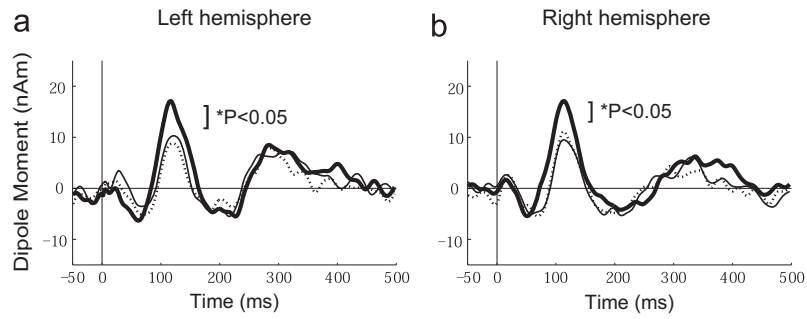 a
Left hemisphere
b
Right hemisphere
Dipole Moment (nAm)
20
10
0
-10
*P<0.05
-50 0 100 200 300 400 500
Time (ms)
20
10
0
-10
*P<0.05
-50 0 100 200 300 400 500
Time (ms)